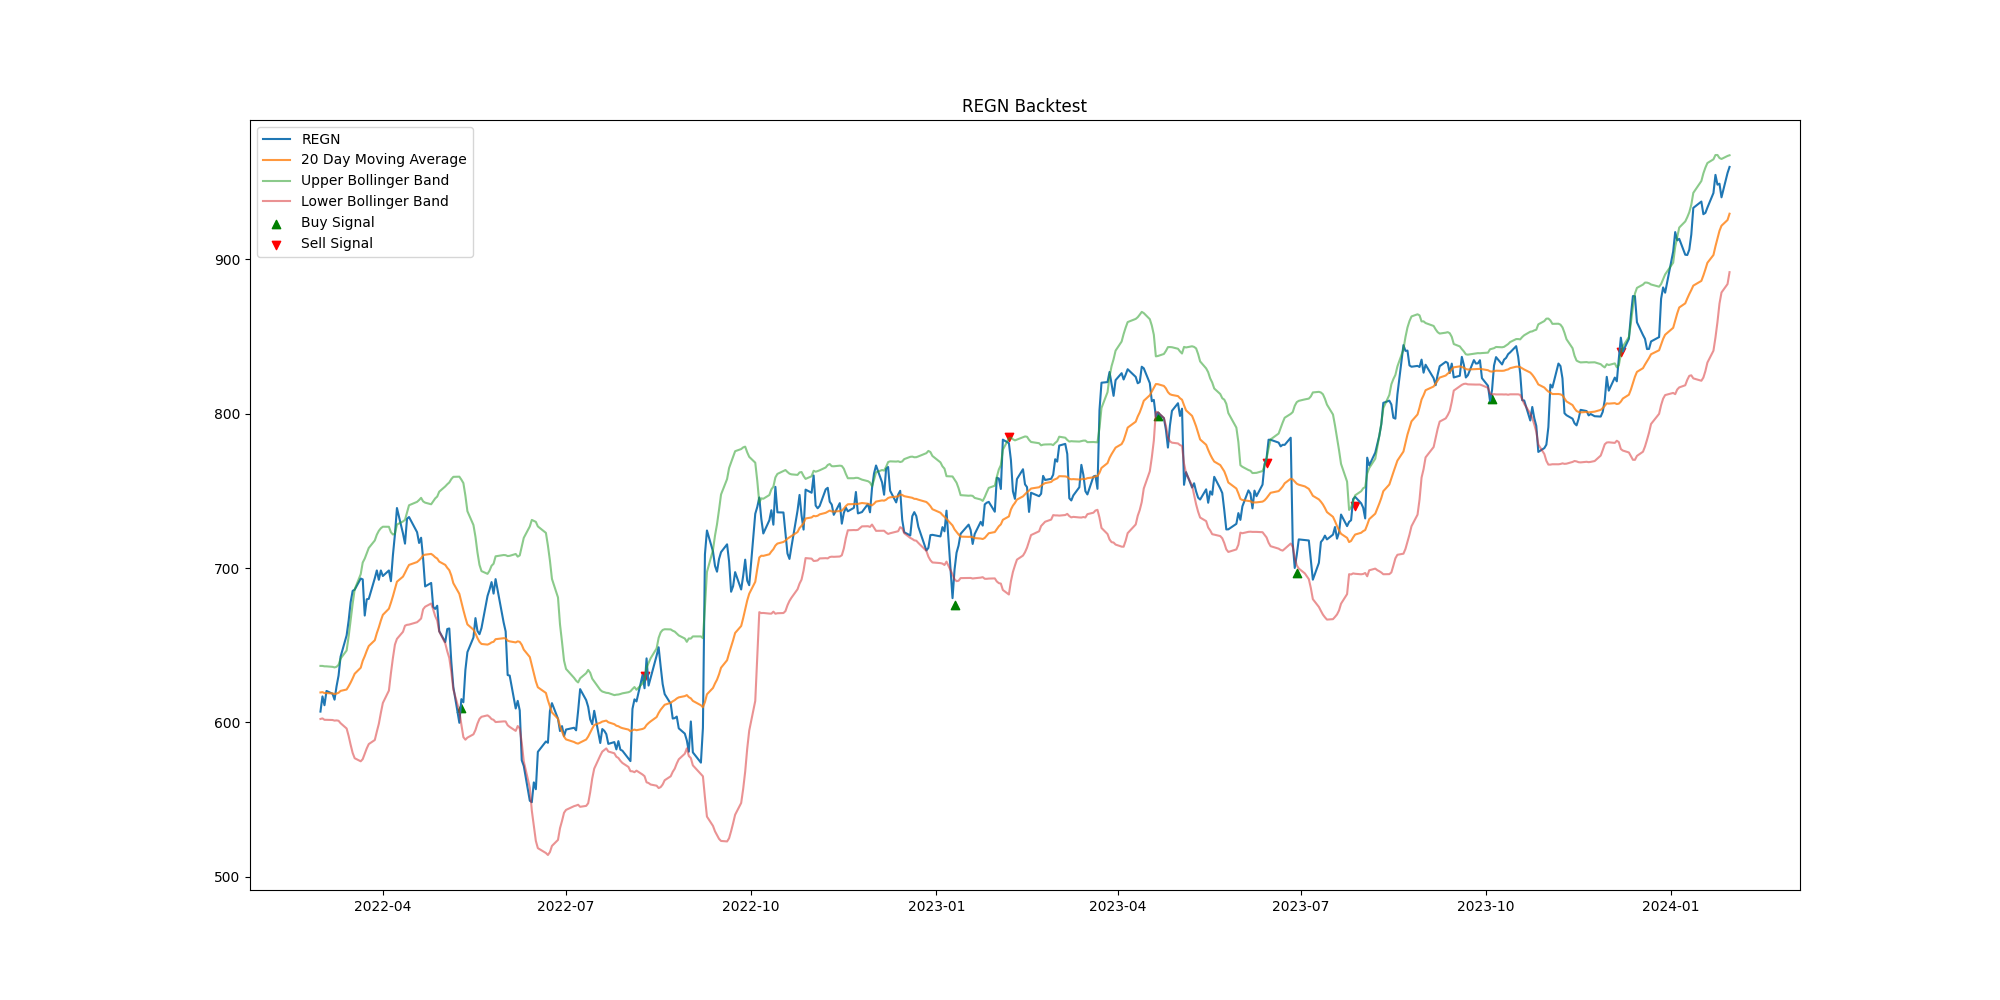 REGN Backtest
REGN
20 Day Moving Average
Upper Bollinger Band
Lower Bollinger Band
Buy Signal
Sell Signal
900
800
700
600
500
2022-04 2022-07 2022-10 2023-01 2023-04 2023-07 2023-10 2024-01